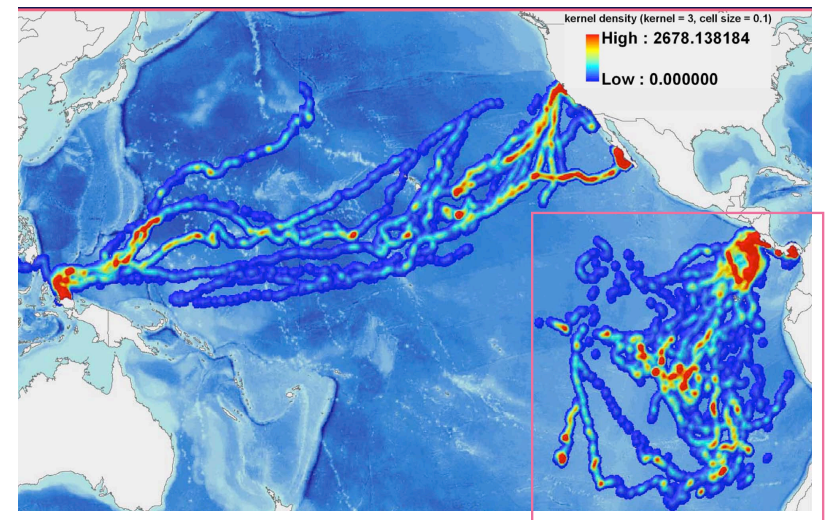 kernel density (kernel = 3, cell size = 0.1)
High : 2678.138184
Low : 0.000000